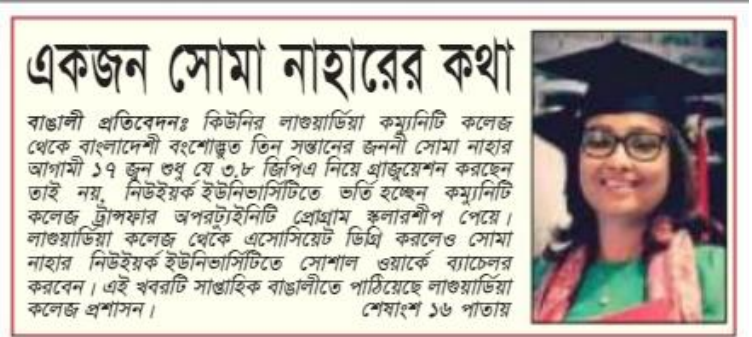 একজন সোমা নাহারের কথা
বাঙালী প্রতিবেদনঃ কিউনির লাগুয়ার্ডিয়া কম্যুনিটি কলেজ
থেকে বাংলাদেশী বংশোদ্ভুত তিন সন্তানের জননী সোমা নাহার
আগামী ১৭ জুন শুধু যে ৩.৮ জিপিএ নিয়ে গ্রাজুয়েশন করছেন
তাই নয়, নিউইয়র্ক ইউনিভার্সিটিতে ভর্তি হচ্ছেন কম্যুনিটি
কলেজ ট্রান্সফার অপরট্যুইনিটি প্রোগ্রাম স্কলারশীপ পেয়ে।
লাগুয়ার্ডিয়া কলেজ থেকে এসোসিয়েট ডিগ্রি করলেও সোমা
নাহার নিউইয়র্ক ইউনিভার্সিটিতে সোশাল ওয়ার্কে ব্যাচেলর
করবেন। এই খবরটি সাপ্তাহিক বাঙালীতে পাঠিয়েছে লাগুয়ার্ডিয়া
কলেজ প্রশাসন। শেষাংশ ১৬ পাতায়